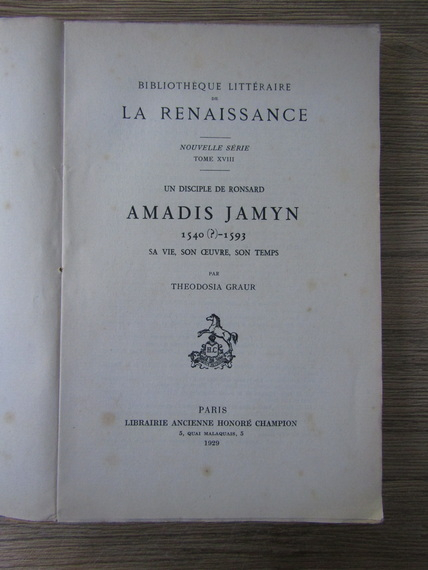 BIBLIOTHÈQUE LITTÉRAIRE
DE
LA RENAISSANCE
NOUVELLE SÉRIE
TOME XVIII
UN DISCIPLE DE RONSARD
AMADIS JAMYN
1540 (?)-1593
SA VIE, SON ŒUVRE, SON TEMPS
PAR
THEODOSIA GRAUR
H.C
PARIS
LIBRAIRIE ANCIENNE HONORÉ CHAMPION
5, QUAI MALAQUAIS, 5
1929